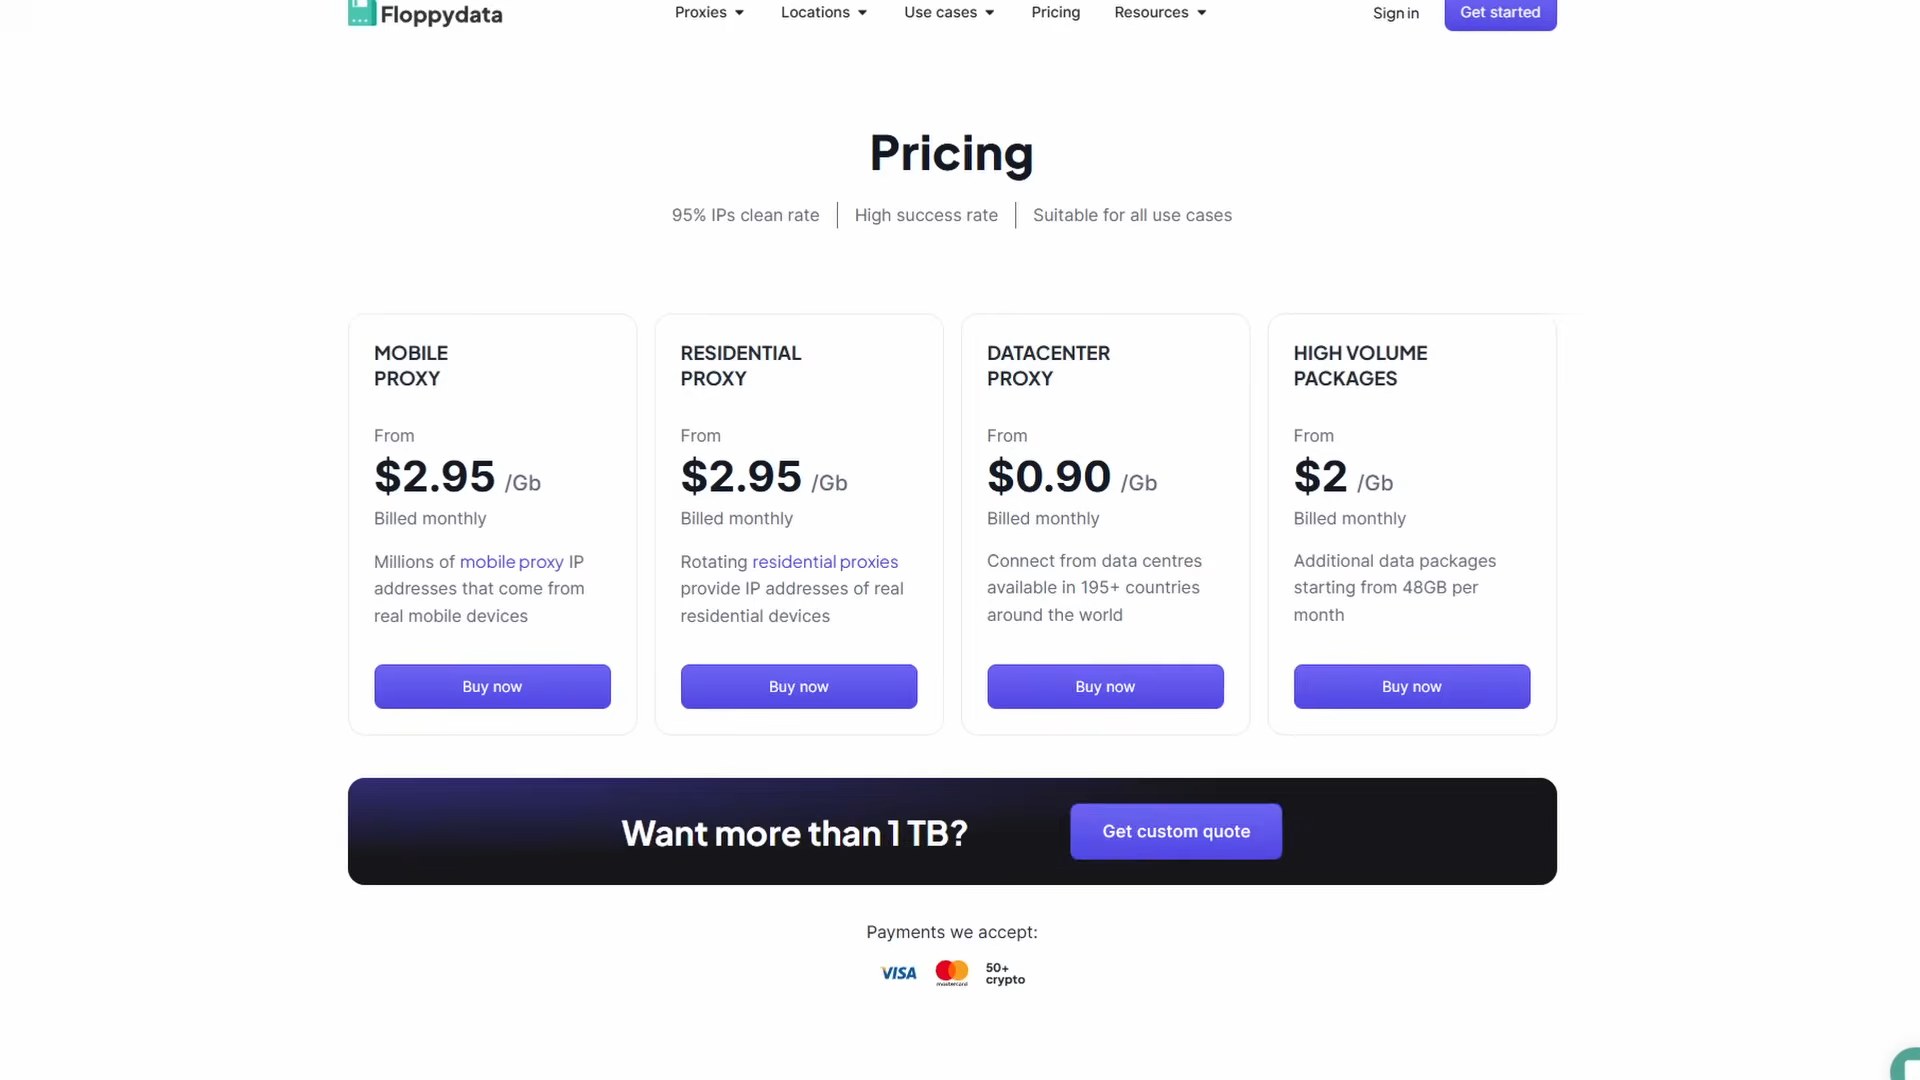 Floppydata
Proxies
Locations
Use cases
Pricing
Resources
Sign in
Get started
Pricing
95% IPs clean rate
High success rate
Suitable for all use cases
MOBILE
PROXY
From
$2.95 /Gb
Billed monthly
Millions of mobile proxy IP
addresses that come from
real mobile devices
Buy now
RESIDENTIAL
PROXY
From
$2.95 /Gb
Billed monthly
Rotating residential proxies
provide IP addresses of real
residential devices
Buy now
DATACENTER
PROXY
From
$0.90 /Gb
Billed monthly
Connect from data centres
available in 195+ countries
around the world
Buy now
HIGH VOLUME
PACKAGES
From
$2 /Gb
Billed monthly
Additional data packages
starting from 48GB per
month
Buy now
Want more than 1 TB?
Get custom quote
Payments we accept:
VISA
mastercard
50+
crypto